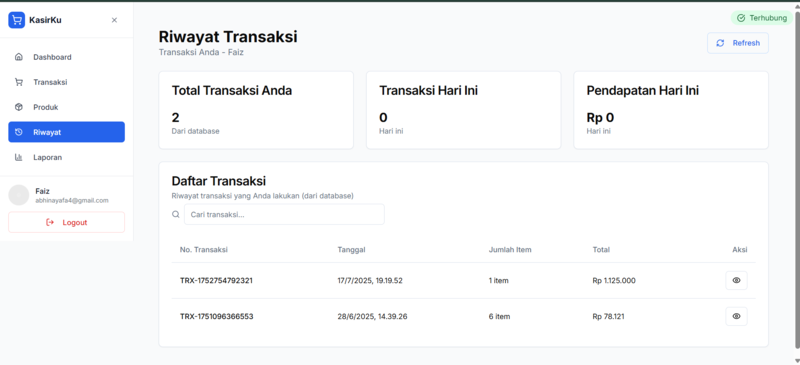 KasirKu
Dashboard
Transaksi
Produk
Riwayat
Laporan
Faiz
abhinayafa4@gmail.com
Logout
Terhubung
Riwayat Transaksi
Transaksi Anda - Faiz
Refresh
Total Transaksi Anda
2
Dari database
Transaksi Hari Ini
0
Hari ini
Pendapatan Hari Ini
Rp 0
Hari ini
Daftar Transaksi
Riwayat transaksi yang Anda lakukan (dari database)
Cari transaksi...
No. Transaksi Tanggal Jumlah Item Total Aksi
TRX-1752754792321 17/7/2025, 19.19.52 1 item Rp 1.125.000
TRX-1751096366553 28/6/2025, 14.39.26 6 item Rp 78.121